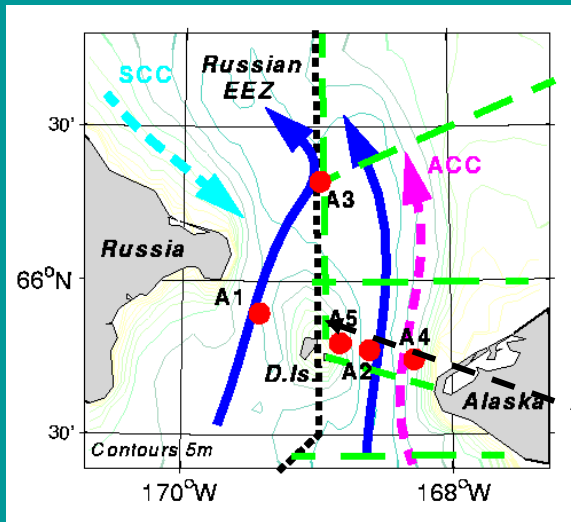 SCC
Russian
EEZ
30'
ACC
A3
Russia
66°N
A1
A5
A4
A2
D.Is.
Alaska
30'
Contours 5m
170°W
168°W